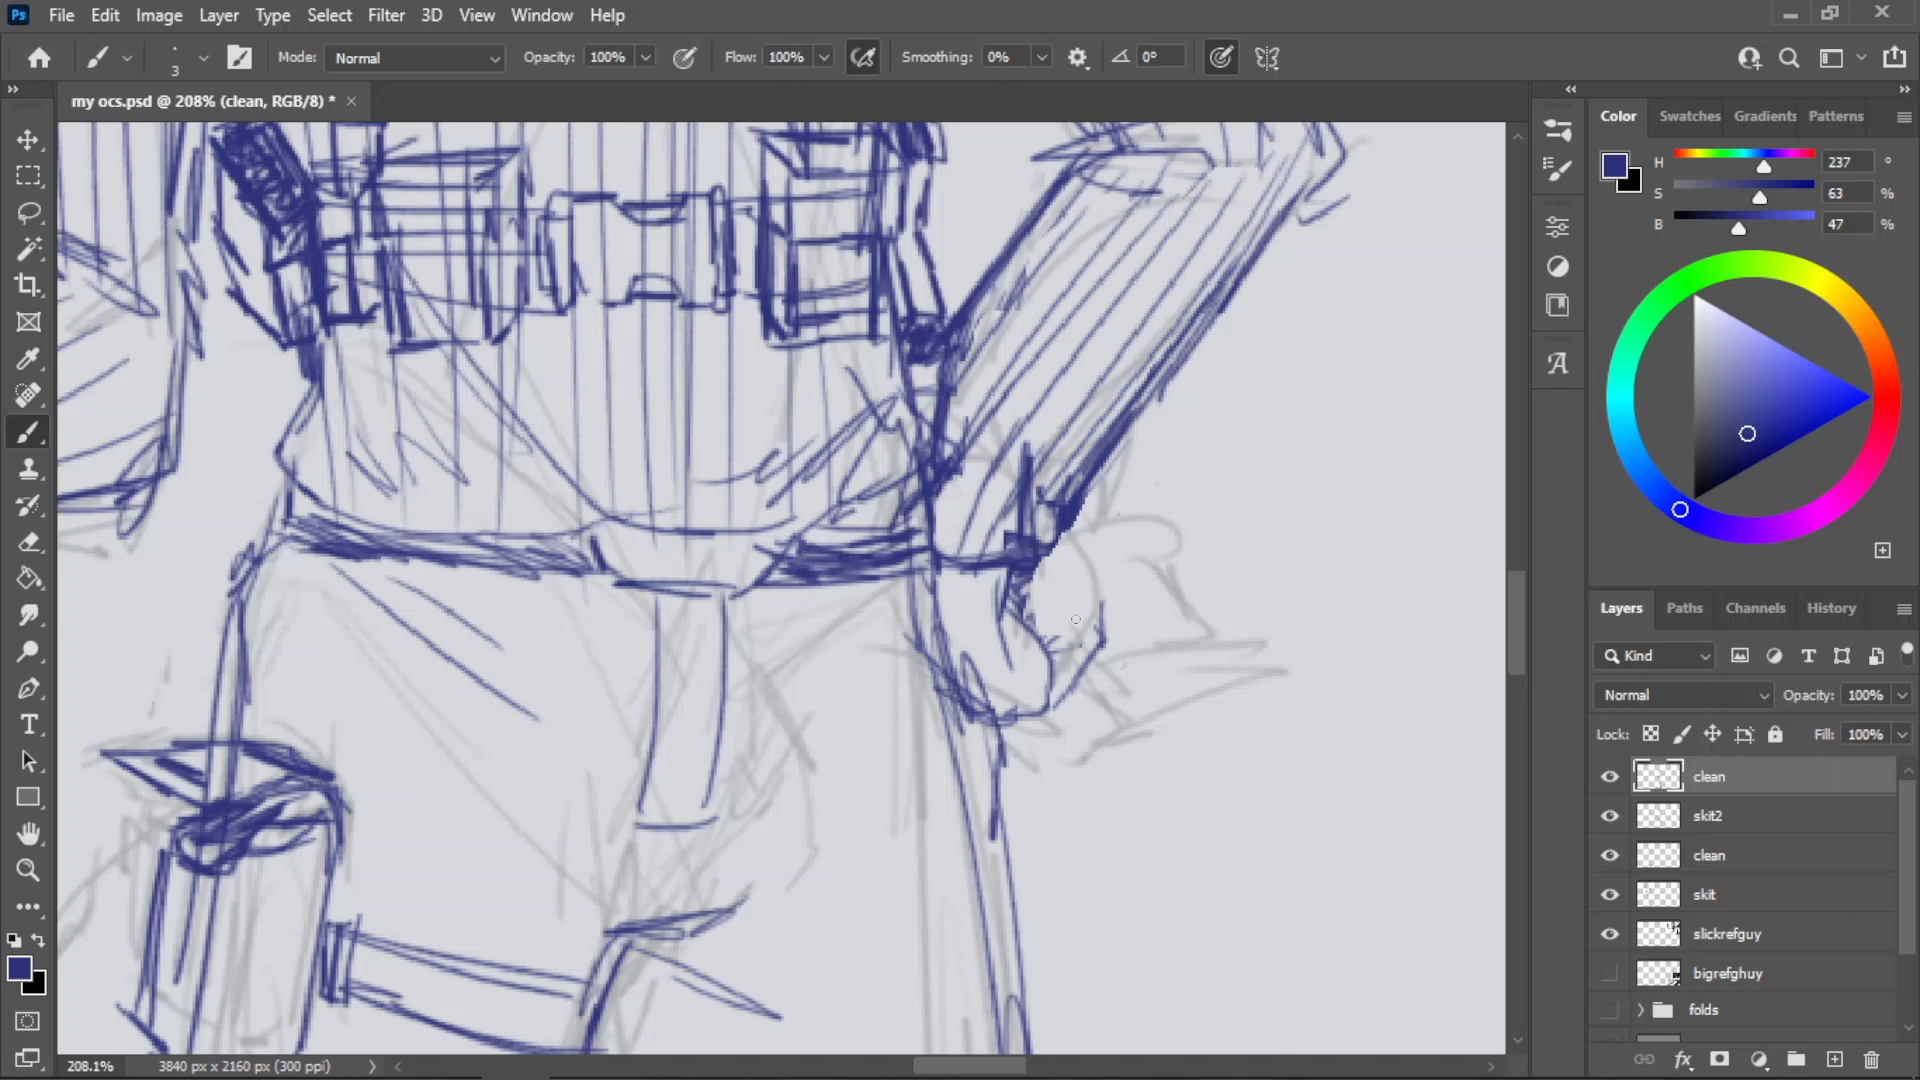 Ps File Edit Image Layer Type Select Filter 3D View Window Help
3 Mode: Normal Opacity: 100% Flow: 100% Smoothing: 0% 0°
my ocs.psd @ 208% (clean, RGB/8) * ×
Color Swatches Gradients Patterns
H 237 °
S 63 %
B 47 %
Layers Paths Channels History
Kind
Normal Opacity: 100%
Lock: Fill: 100%
clean
skit2
clean
skit
slickrefguy
bigrefghuy
folds
208.1% 3840 px x 2160 px (300 ppi)